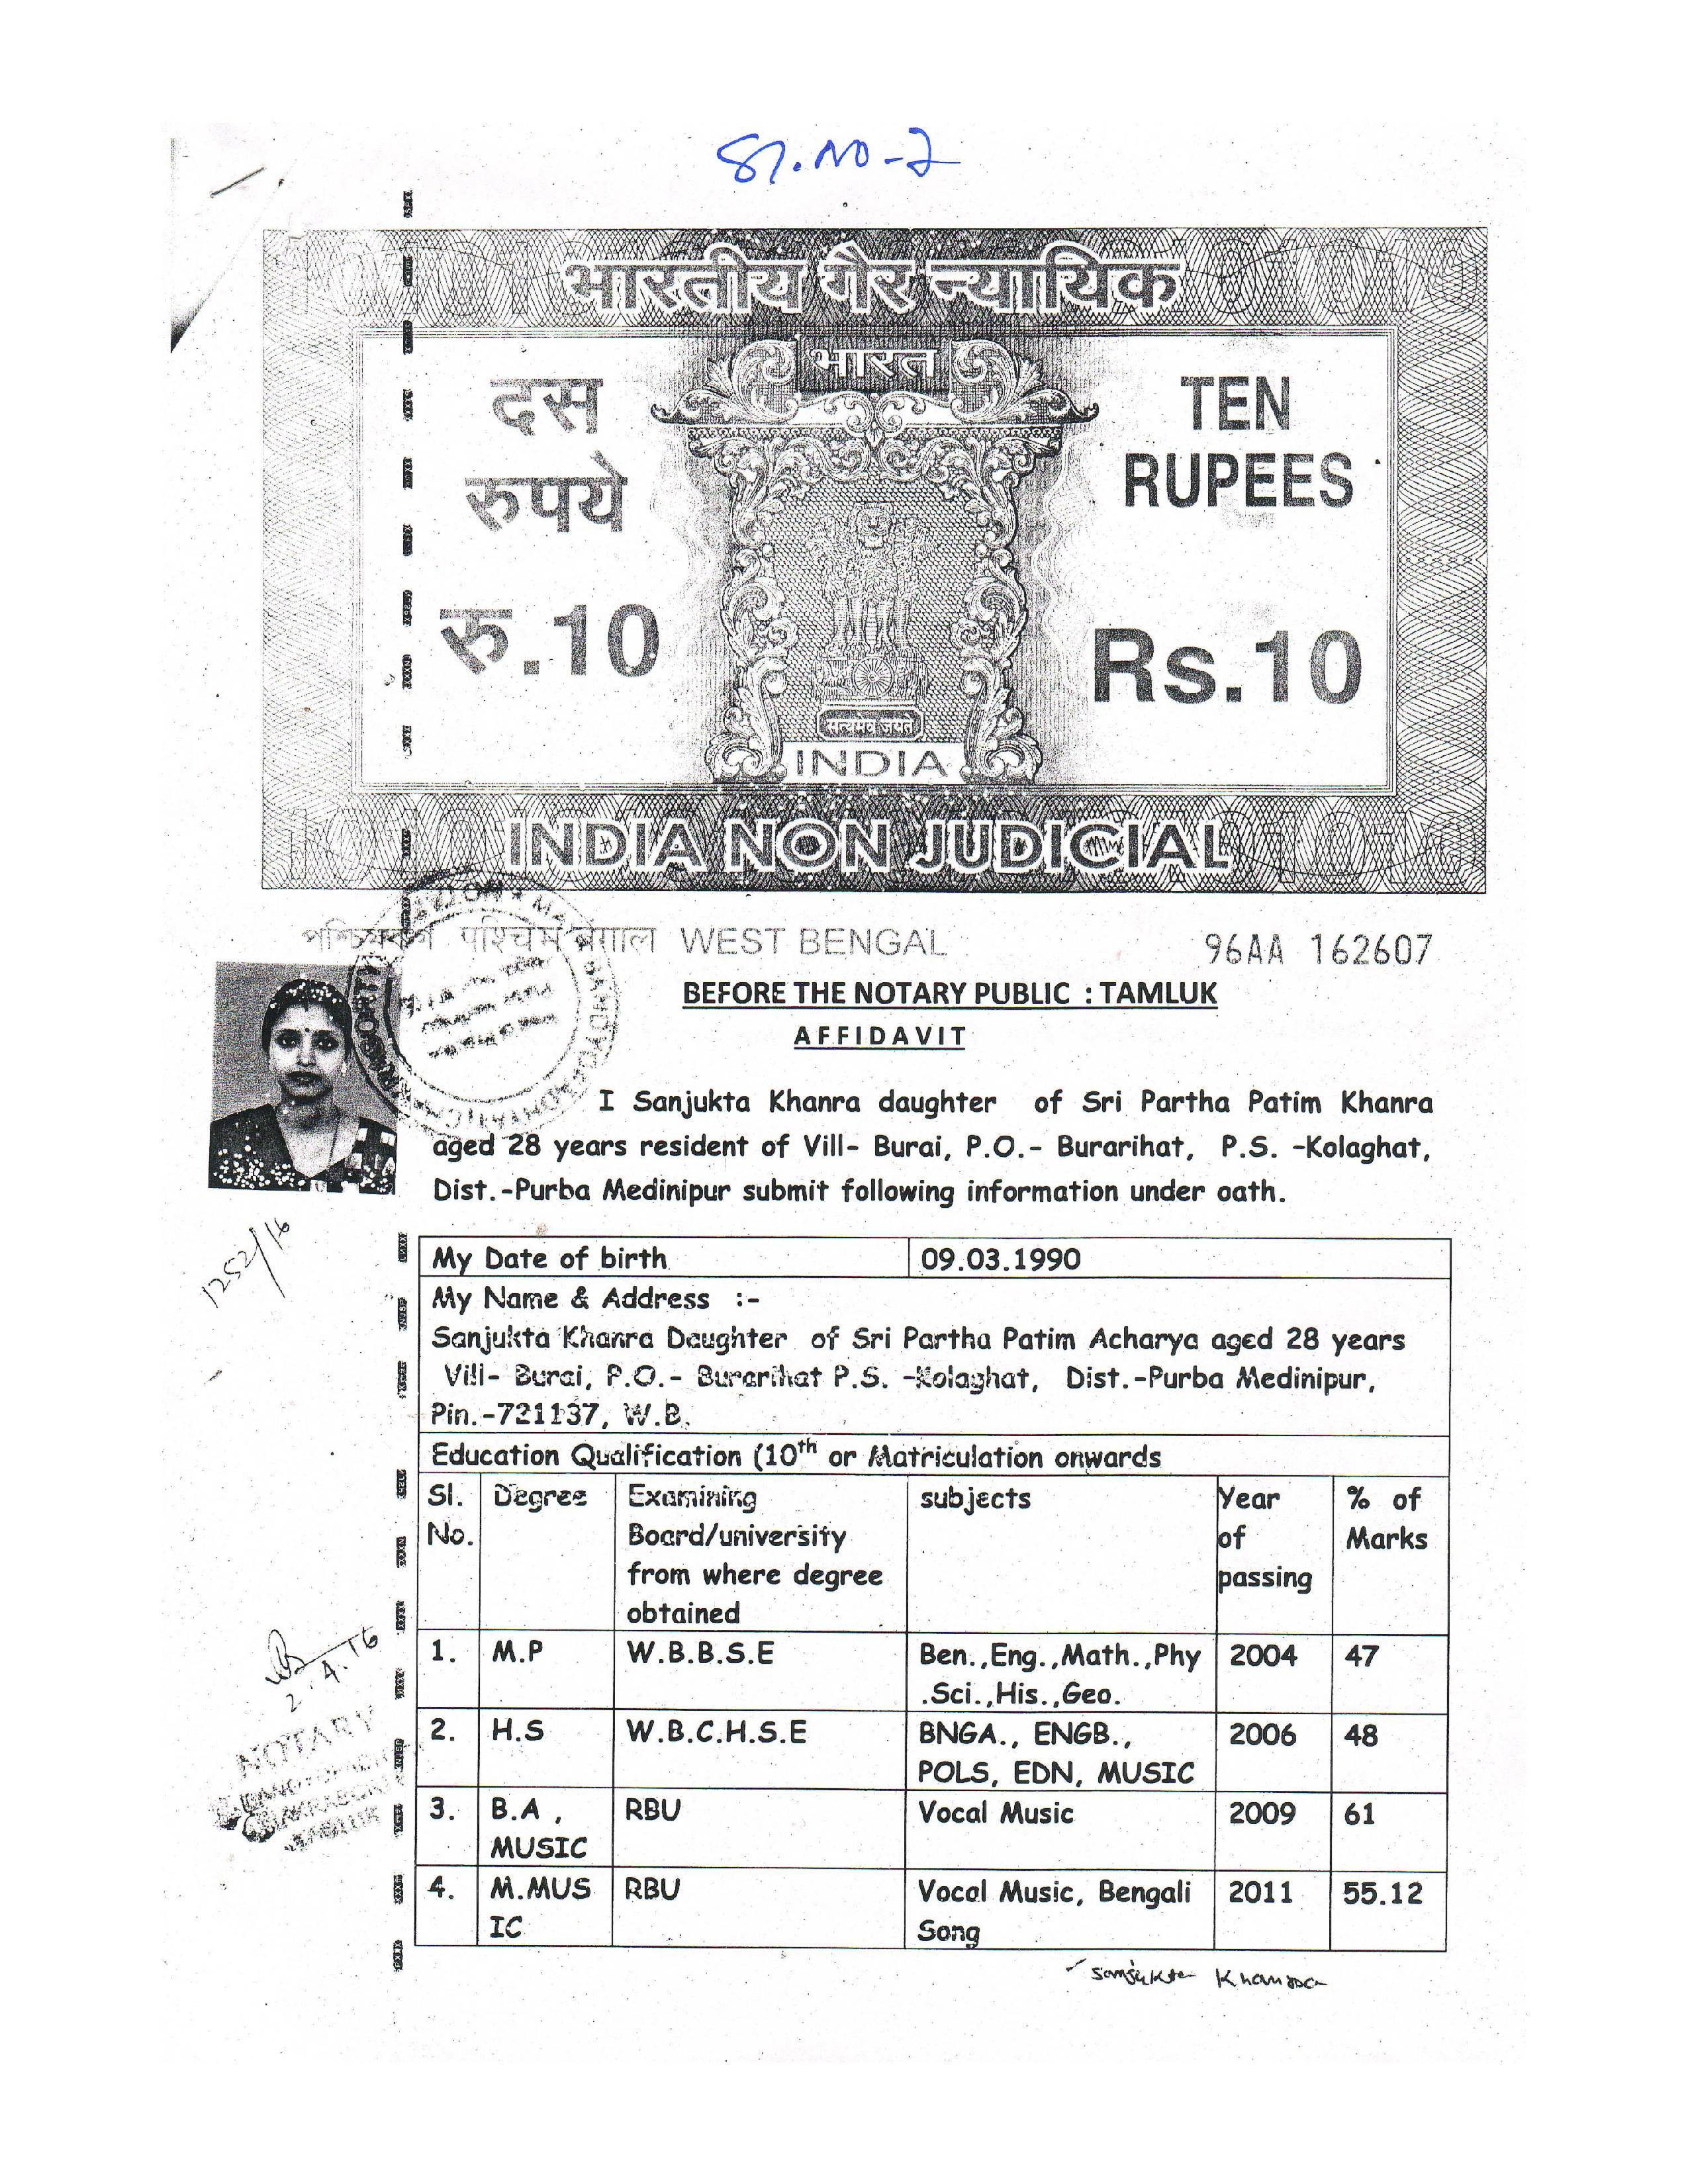 Sl. No-2
भारतीय गैर न्यायिक
भारत
दस
रुपये
TEN
RUPEES
रु.10
Rs.10
सत्यमेव जयते
INDIA
INDIA NON JUDICIAL
পশ্চিমবঙ্গ पश्चिम बंगाल WEST BENGAL
96AA 162607
BEFORE THE NOTARY PUBLIC : TAMLUK
AFFIDAVIT
I Sanjukta Khanra daughter of Sri Partha Patim Khanra
aged 28 years resident of Vill- Burai, P.O.- Burarihat, P.S. -Kolaghat,
Dist.-Purba Medinipur submit following information under oath.
1252/16
My Date of birth 09.03.1990
My Name & Address :-
Sanjukta Khanra Daughter of Sri Partha Patim Acharya aged 28 years
Vill- Burai, P.O.- Burarihat P.S. -Kolaghat, Dist.-Purba Medinipur,
Pin.-721137, W.B.
Education Qualification (10th or Matriculation onwards
Sl. No. Degree Examining Board/university from where degree obtained subjects Year of passing % of Marks
1. M.P W.B.B.S.E Ben.,Eng.,Math.,Phy 2004 47
.Sci.,His.,Geo.
2. H.S W.B.C.H.S.E BNGA., ENGB., 2006 48
POLS, EDN, MUSIC
3. B.A , RBU Vocal Music 2009 61
MUSIC
4. M.MUS RBU Vocal Music, Bengali 2011 55.12
IC Song
2.4.16
NOTARY
TAMLUK
Sanjukta Khanra